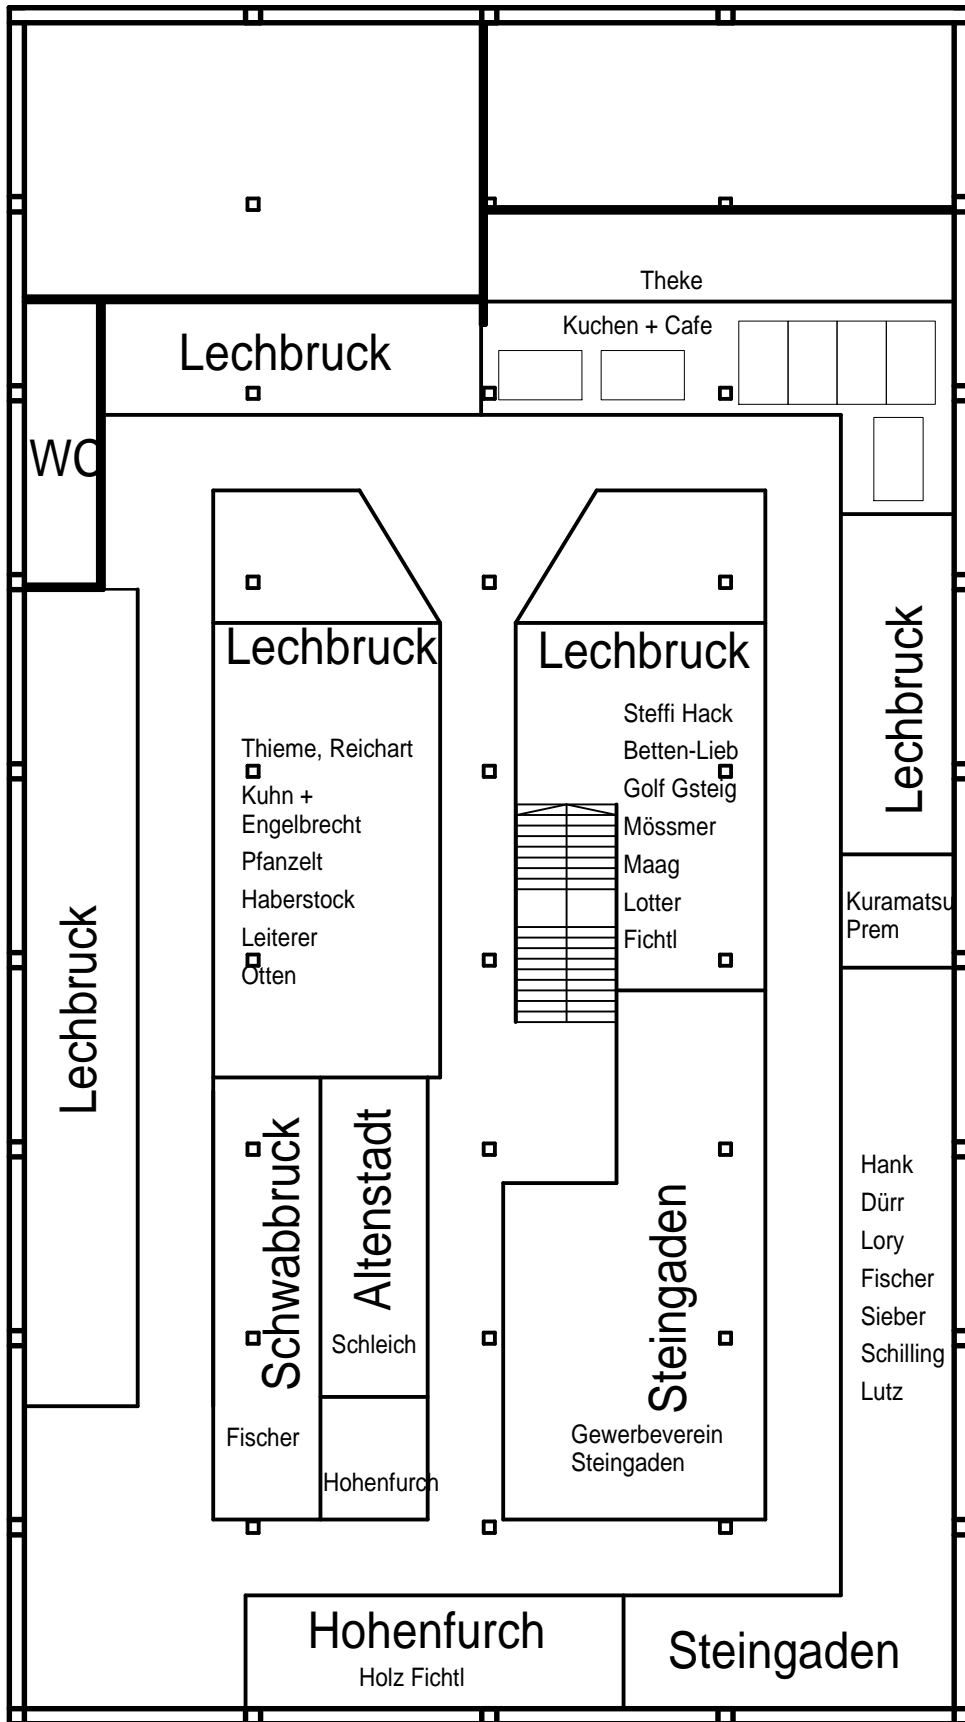 Theke
Kuchen + Cafe
Lechbruck
WC
Lechbruck
Thieme, Reichart
Kuhn +
Engelbrecht
Pfanzelt
Haberstock
Leiterer
Otten
Lechbruck
Steffi Hack
Betten-Lieb
Golf Gsteig
Mössmer
Maag
Lotter
Fichtl
Lechbruck
Kuramatsu
Prem
Lechbruck
Schwabbruck
Fischer
Altenstadt
Schleich
Hohenfurch
Steingaden
Gewerbeverein
Steingaden
Hank
Dürr
Lory
Fischer
Sieber
Schilling
Lutz
Hohenfurch
Holz Fichtl
Steingaden